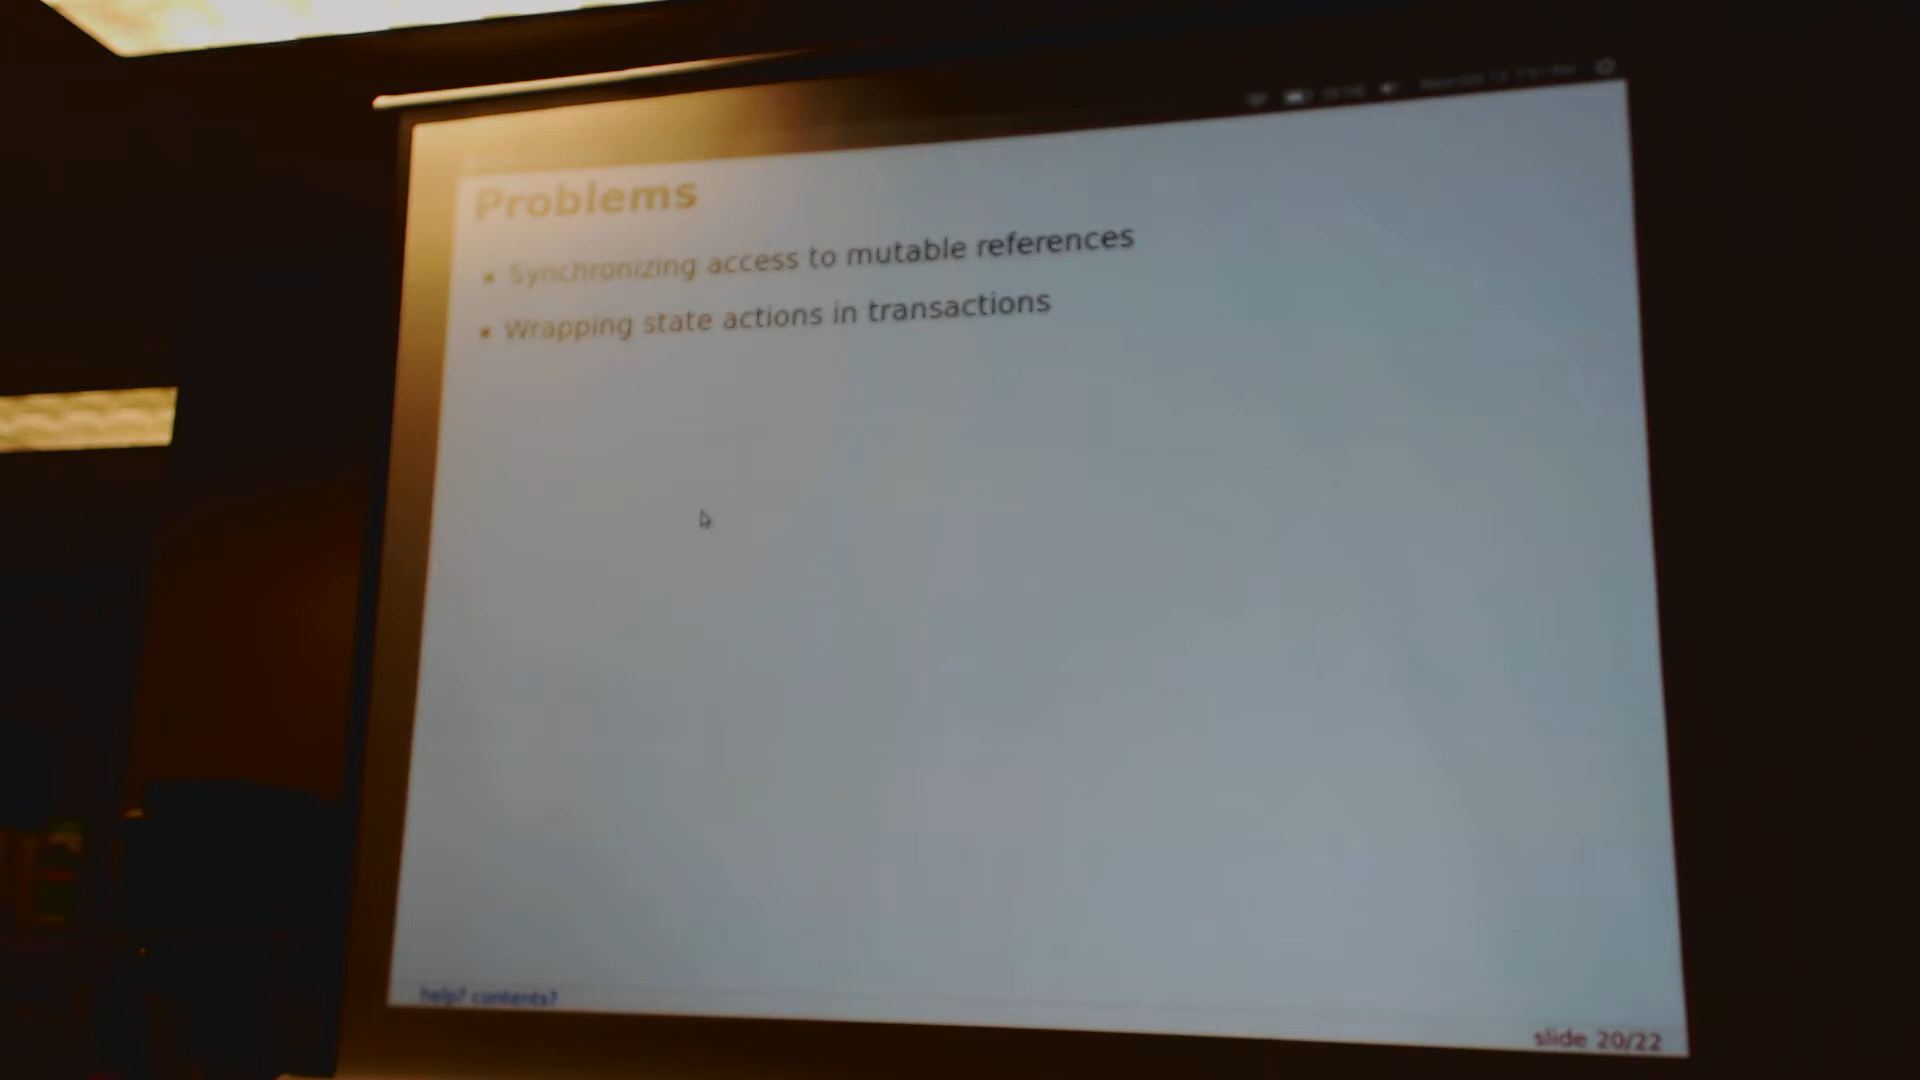 Problems
Synchronizing access to mutable references
Wrapping state actions in transactions
help? contents?
slide 20/22